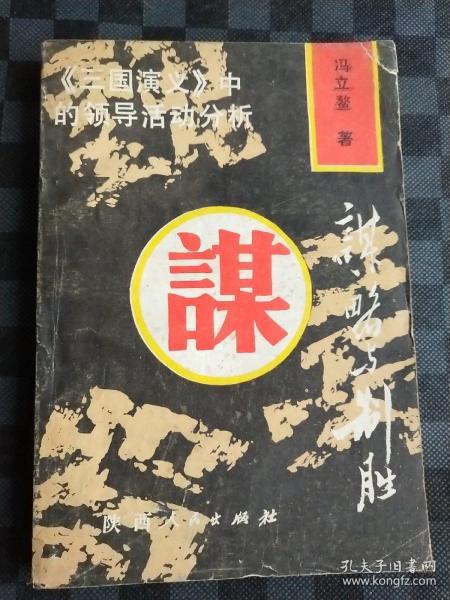 《三国演义》中
的领导活动分析
冯立鳌 著
謀
謀略与制胜
陕西人民出版社
孔夫子旧书网
www.kongfz.com